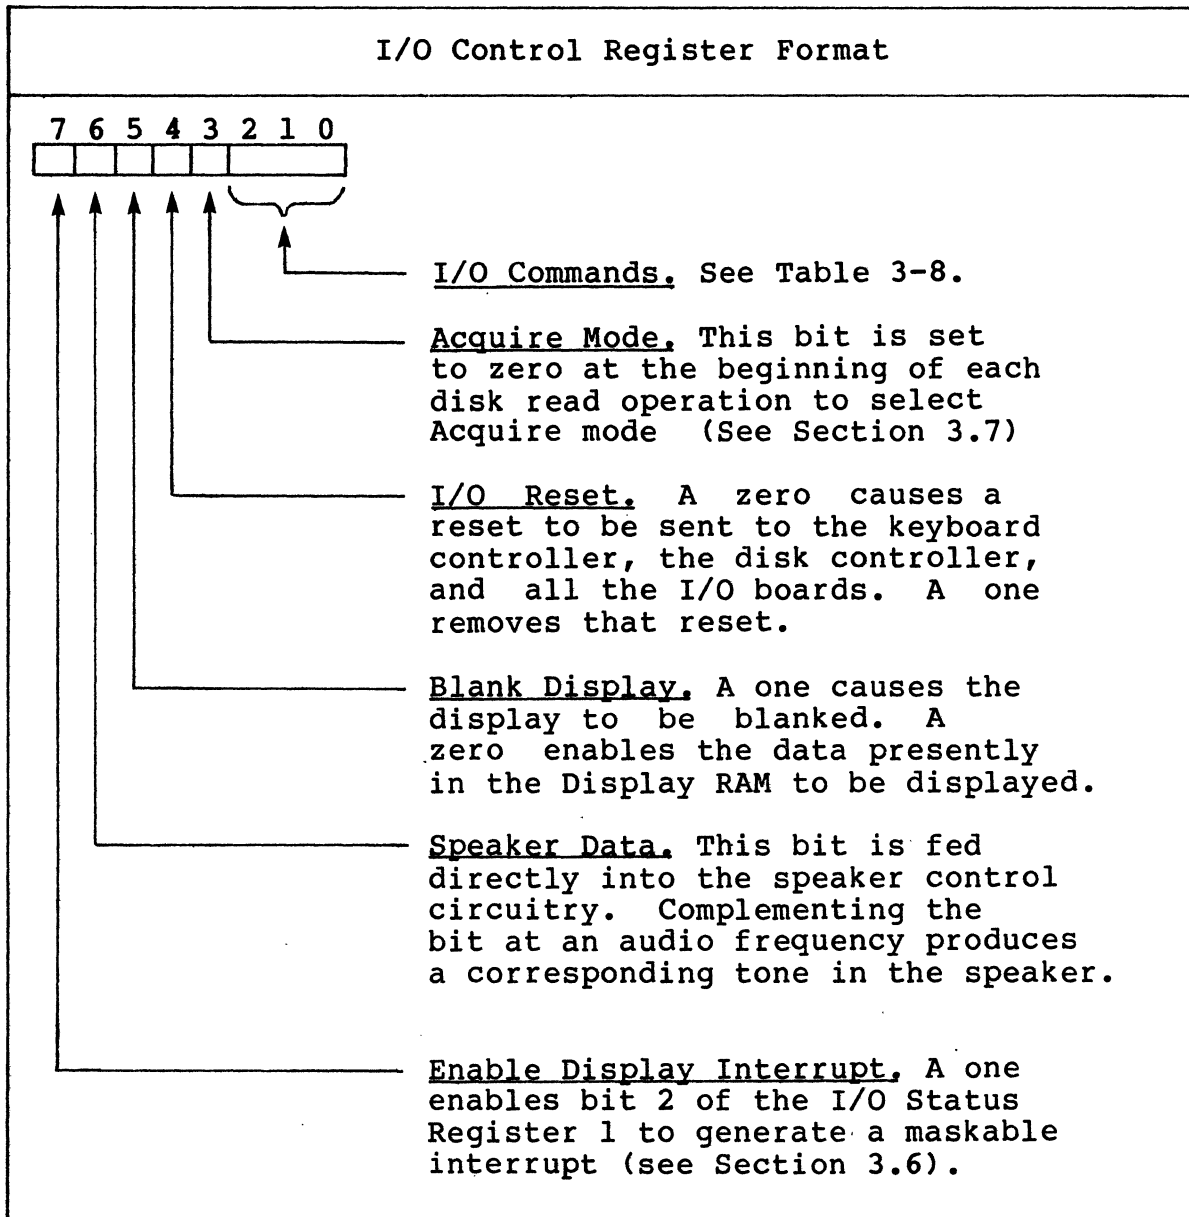 I/O Control Register Format
7 6 5 4 3 2 1 0
I/O Commands. See Table 3-8.
Acquire Mode. This bit is set
to zero at the beginning of each
disk read operation to select
Acquire mode (See Section 3.7)
I/O Reset. A zero causes a
reset to be sent to the keyboard
controller, the disk controller,
and all the I/O boards. A one
removes that reset.
Blank Display. A one causes the
display to be blanked. A
zero enables the data presently
in the Display RAM to be displayed.
Speaker Data. This bit is fed
directly into the speaker control
circuitry. Complementing the
bit at an audio frequency produces
a corresponding tone in the speaker.
Enable Display Interrupt. A one
enables bit 2 of the I/O Status
Register 1 to generate a maskable
interrupt (see Section 3.6).